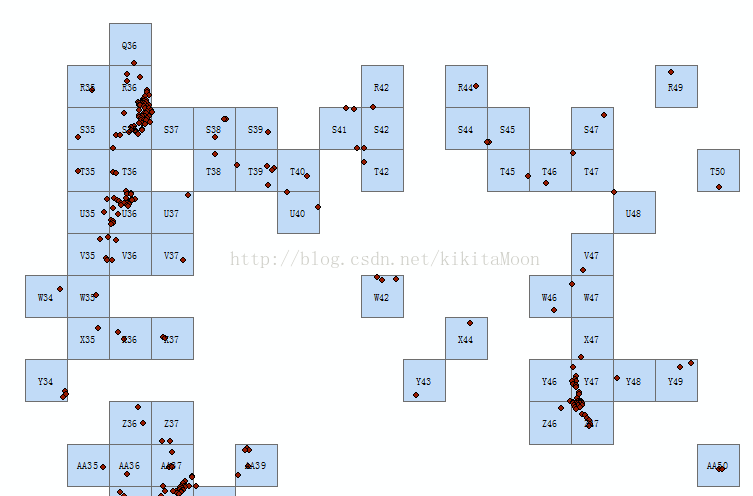 Q36
R35 R36 R42 R44 R49
S35 S36 S37 S38 S39 S41 S42 S44 S45 S47
T35 T36 T38 T39 T40 T42 T45 T46 T47 T50
U35 U36 U37 U40 U48
V35 V36 V37 V47
http://blog.csdn.net/kikitaMoon
W34 W35 W42 W46 W47
X35 X36 X37 X44 X47
Y34 Y43 Y46 Y47 Y48 Y49
Z36 Z37 Z46 Z47
AA35 AA36 AA37 AA39 AA50